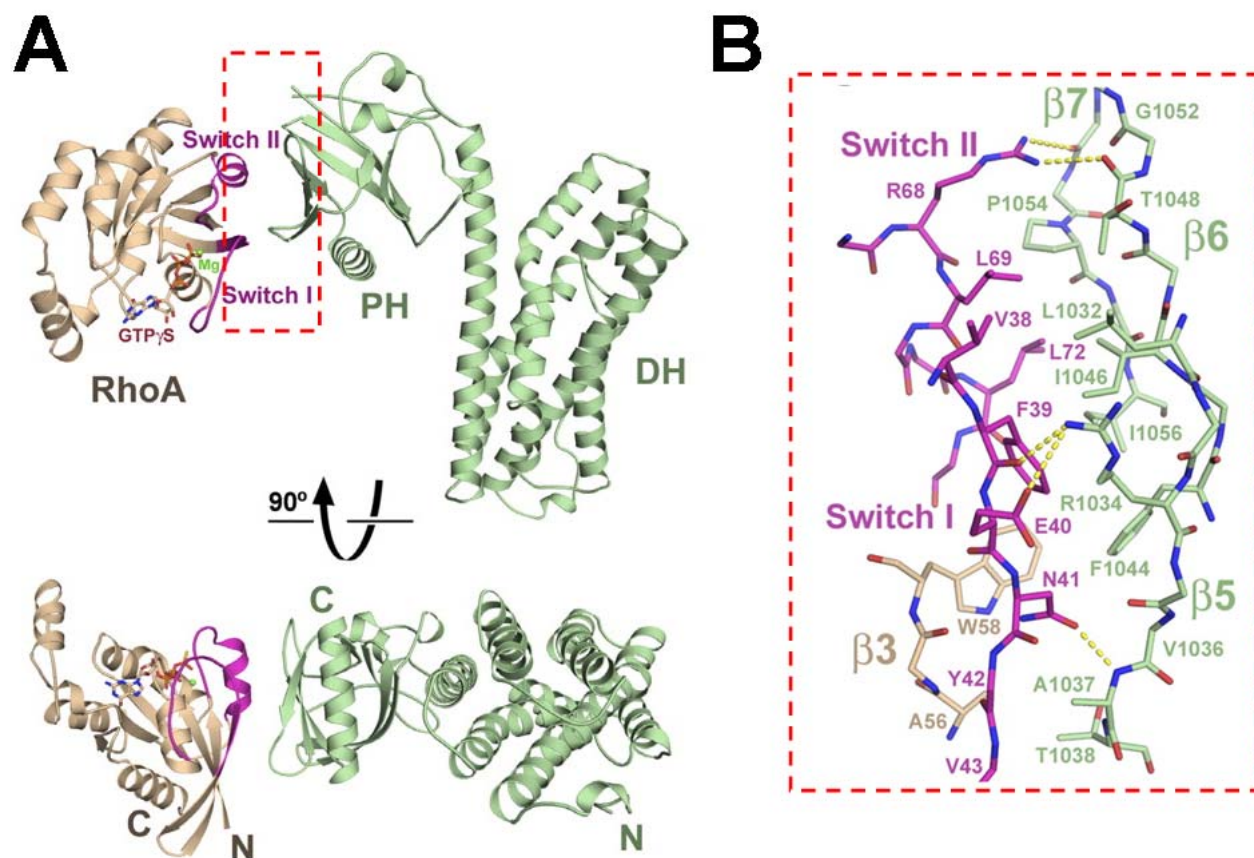 A
Switch II
Mg
Switch I
GTPγS
PH
RhoA
DH
90º
C
C
N
N
B
β7
G1052
Switch II
R68
P1054
T1048
β6
L69
V38
L1032
L72
I1046
F39
I1056
R1034
Switch I
E40
F1044
N41
β5
W58
β3
V1036
Y42
A1037
A56
T1038
V43